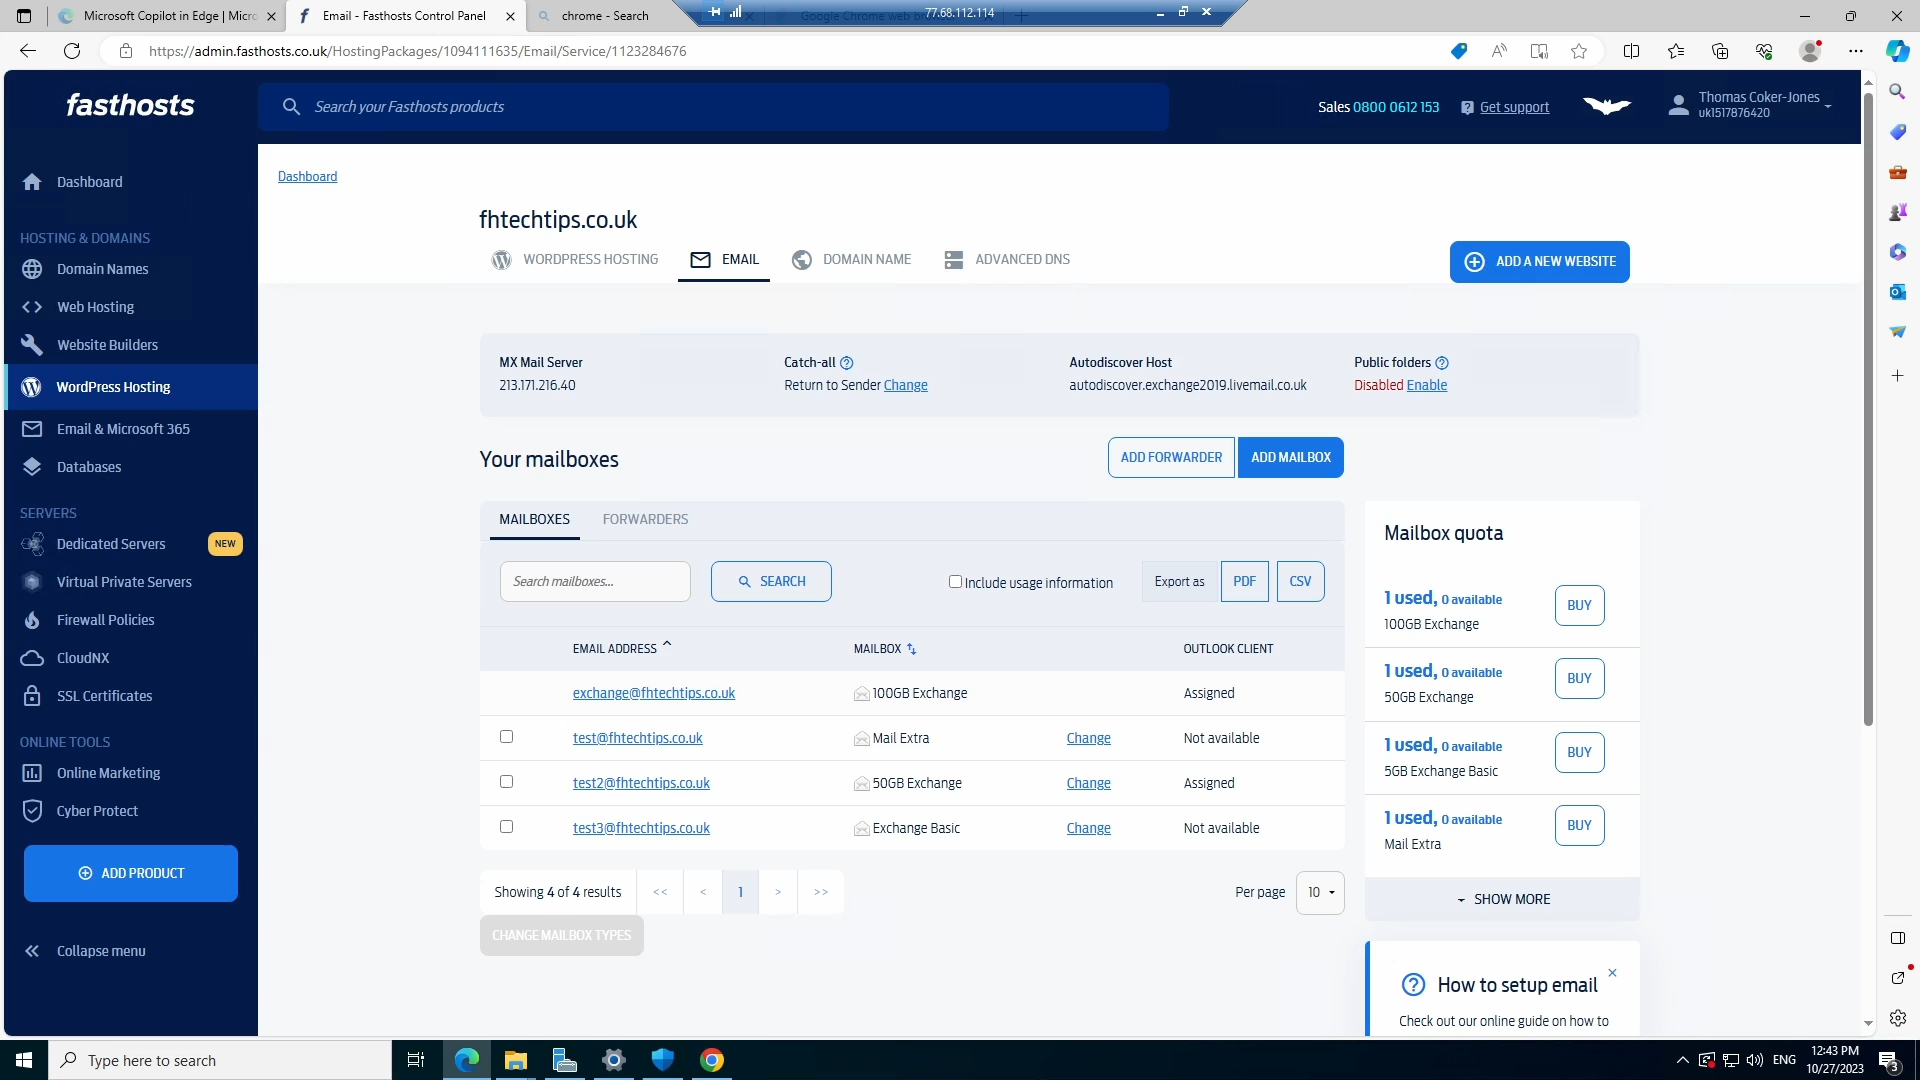 Microsoft Copilot in Edge | Micro
Email - Fasthosts Control Panel
chrome - Search
77.68.112.114
Google Chrome web br
https://admin.fasthosts.co.uk/HostingPackages/1094111635/Email/Service/1123284676
fasthosts
Search your Fasthosts products
Sales 0800 0612 153
Get support
Thomas Coker-Jones
uk1517876420
Dashboard
HOSTING & DOMAINS
Domain Names
Web Hosting
Website Builders
WordPress Hosting
Email & Microsoft 365
Databases
SERVERS
Dedicated Servers
NEW
Virtual Private Servers
Firewall Policies
CloudNX
SSL Certificates
ONLINE TOOLS
Online Marketing
Cyber Protect
ADD PRODUCT
Collapse menu
Dashboard
fhtechtips.co.uk
WORDPRESS HOSTING
EMAIL
DOMAIN NAME
ADVANCED DNS
ADD A NEW WEBSITE
MX Mail Server
213.171.216.40
Catch-all
Return to Sender Change
Autodiscover Host
autodiscover.exchange2019.livemail.co.uk
Public folders
Disabled Enable
Your mailboxes
ADD FORWARDER
ADD MAILBOX
MAILBOXES
FORWARDERS
Search mailboxes...
SEARCH
Include usage information
Export as
PDF
CSV
EMAIL ADDRESS
MAILBOX
OUTLOOK CLIENT
exchange@fhtechtips.co.uk
100GB Exchange
Assigned
test@fhtechtips.co.uk
Mail Extra
Change
Not available
test2@fhtechtips.co.uk
50GB Exchange
Change
Assigned
test3@fhtechtips.co.uk
Exchange Basic
Change
Not available
Showing 4 of 4 results
<<
<
1
>
>>
Per page
10
CHANGE MAILBOX TYPES
Mailbox quota
1 used, 0 available
100GB Exchange
BUY
1 used, 0 available
50GB Exchange
BUY
1 used, 0 available
5GB Exchange Basic
BUY
1 used, 0 available
Mail Extra
BUY
SHOW MORE
How to setup email
Check out our online guide on how to
Type here to search
ENG
12:43 PM
10/27/2023
3